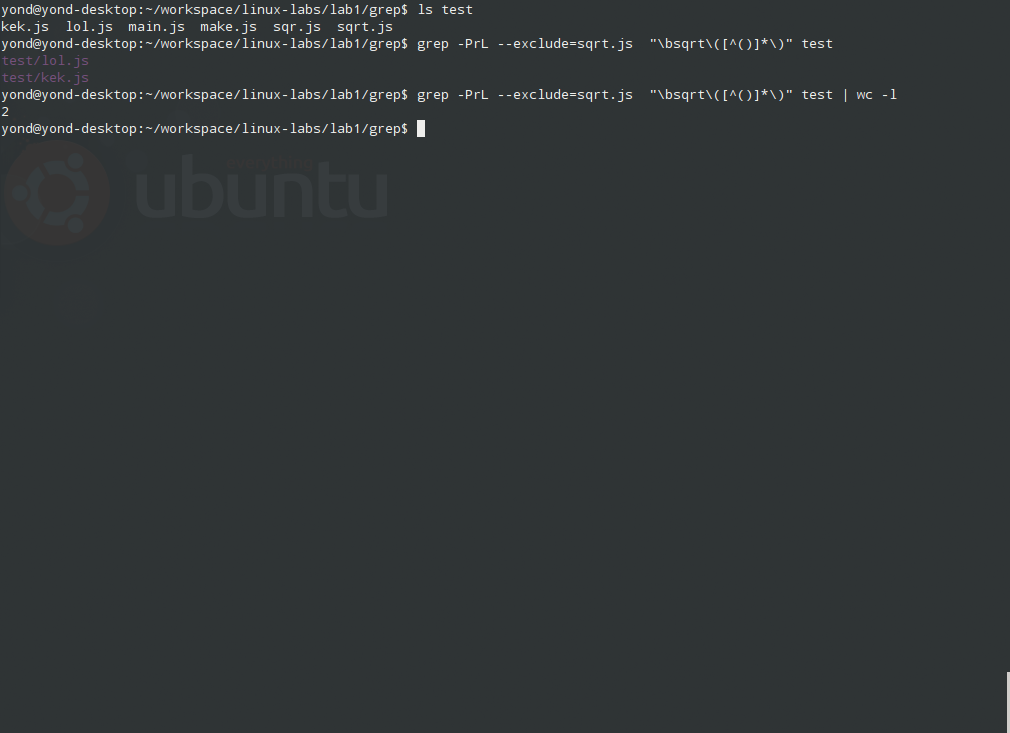 yond@yond-desktop:~/workspace/linux-labs/lab1/grep$ ls test
kek.js  lol.js  main.js  make.js  sqr.js  sqrt.js
yond@yond-desktop:~/workspace/linux-labs/lab1/grep$ grep -PrL --exclude=sqrt.js  "\bsqrt\([^()]*\)" test
test/lol.js
test/kek.js
yond@yond-desktop:~/workspace/linux-labs/lab1/grep$ grep -PrL --exclude=sqrt.js  "\bsqrt\([^()]*\)" test | wc -l
2
yond@yond-desktop:~/workspace/linux-labs/lab1/grep$
everything
ubuntu